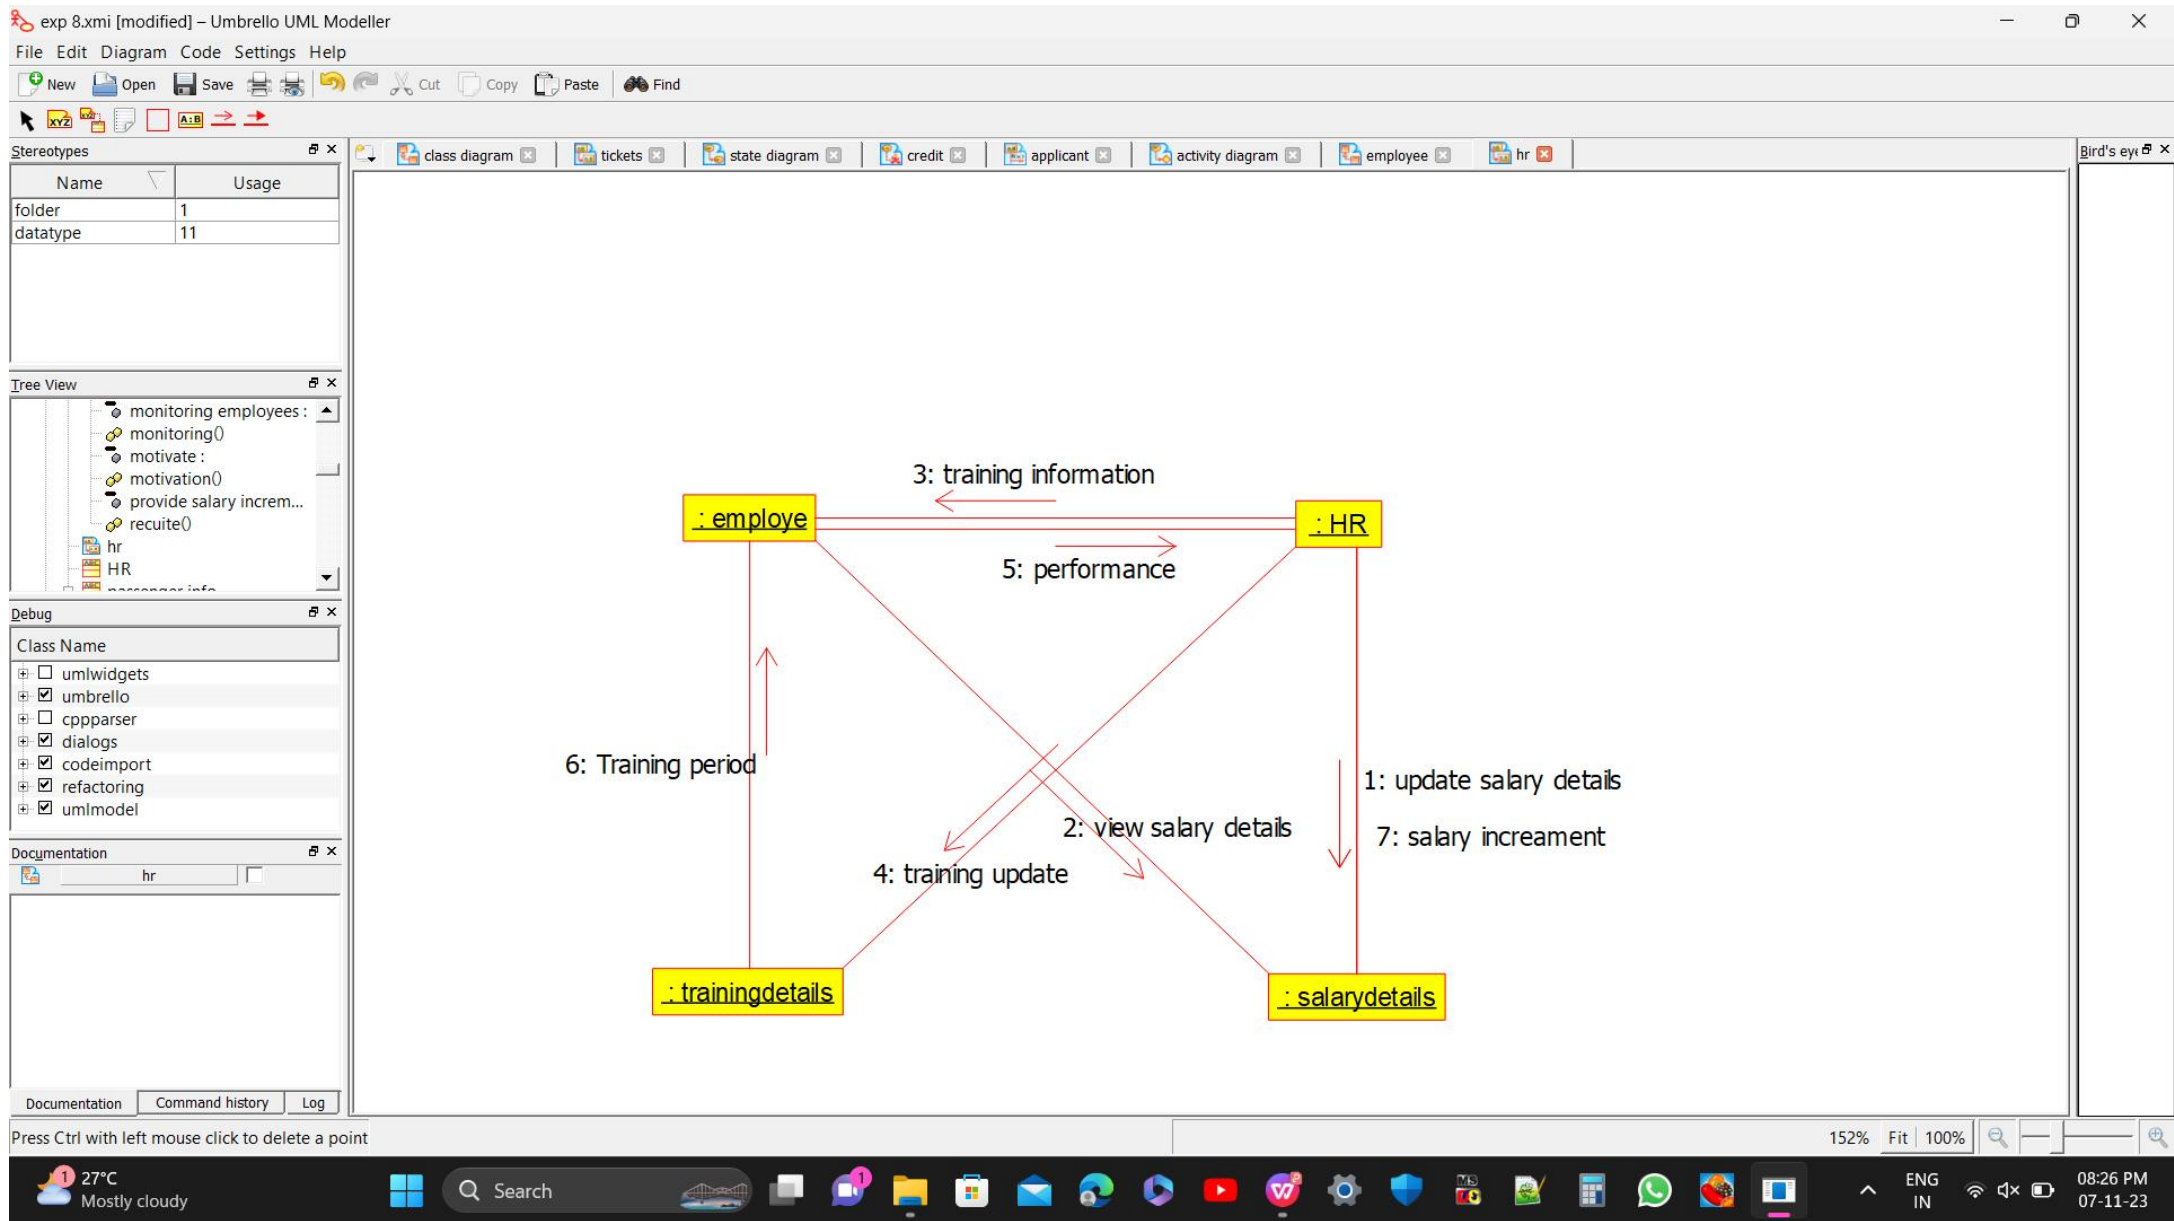 exp 8.xmi [modified] – Umbrello UML Modeller
File Edit Diagram Code Settings Help
New Open Save Cut Copy Paste Find
XYZ A:B
Stereotypes
class diagram tickets state diagram credit applicant activity diagram employee hr
Bird's eye
Name Usage
folder 1
datatype 11
Tree View
monitoring employees :
monitoring()
motivate :
motivation()
provide salary increm...
recuite()
hr
HR
passenger info
Debug
Class Name
umlwidgets
umbrello
cppparser
dialogs
codeimport
refactoring
umlmodel
Documentation
hr
Documentation Command history Log
3: training information
: employe
: HR
5: performance
6: Training period
1: update salary details
2: view salary details
7: salary increament
4: training update
: trainingdetails
: salarydetails
Press Ctrl with left mouse click to delete a point
152% Fit 100%
1 27°C
Mostly cloudy
Search
1
ENG
IN
08:26 PM
07-11-23